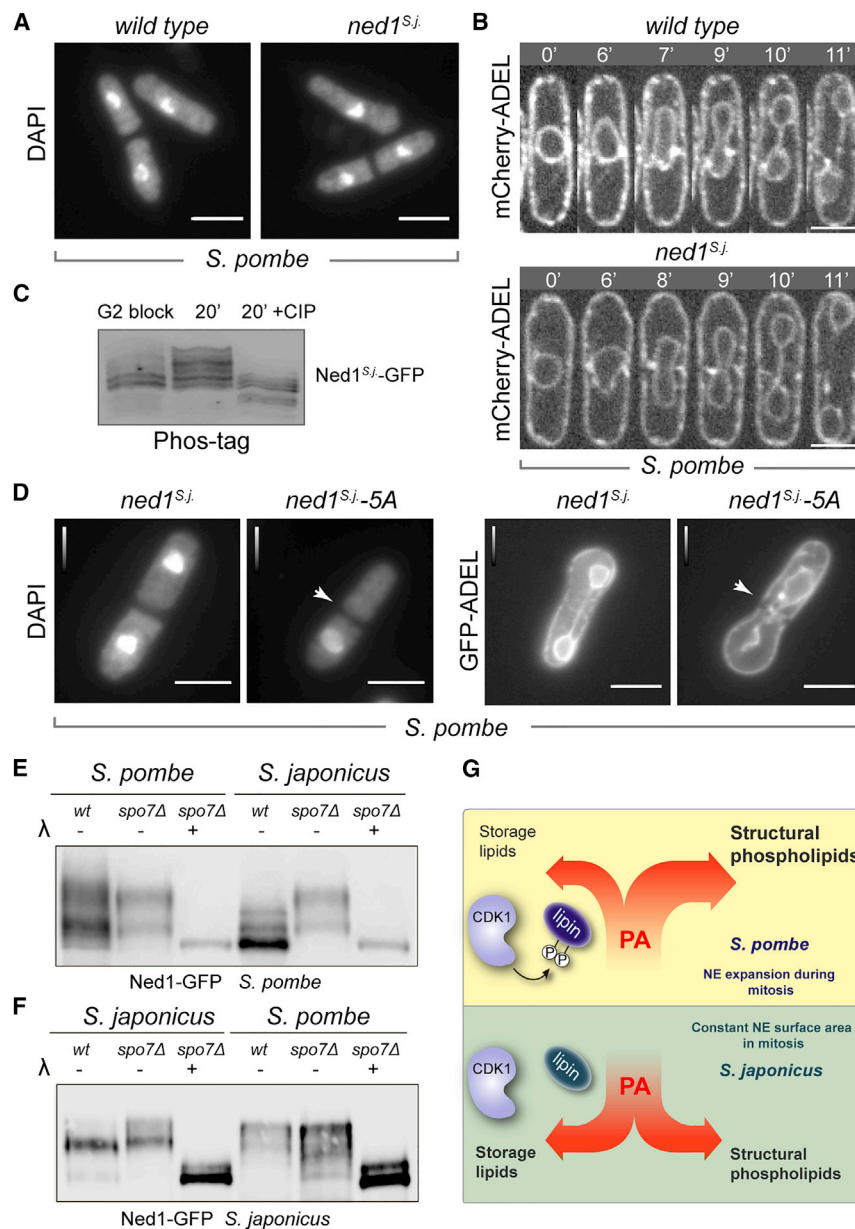 A
wild type
ned1S.j.
DAPI
S. pombe
B
wild type
0' 6' 7' 9' 10' 11'
mCherry-ADEL
ned1S.j.
0' 6' 8' 9' 10' 11'
mCherry-ADEL
S. pombe
C
G2 block 20' 20' +CIP
Ned1S.j.-GFP
Phos-tag
D
ned1S.j. ned1S.j.-5A
DAPI
ned1S.j. ned1S.j.-5A
GFP-ADEL
S. pombe
E
S. pombe S. japonicus
wt spo7Δ spo7Δ wt spo7Δ spo7Δ
λ - - + - - +
Ned1-GFP S. pombe
F
S. japonicus S. pombe
wt spo7Δ spo7Δ wt spo7Δ spo7Δ
λ - - + - - +
Ned1-GFP S. japonicus
G
Storage
lipids
Structural
phospholipids
CDK1
lipin
P P
PA
S. pombe
NE expansion during
mitosis
Constant NE surface area
in mitosis
S. japonicus
CDK1
lipin
PA
Storage
lipids
Structural
phospholipids